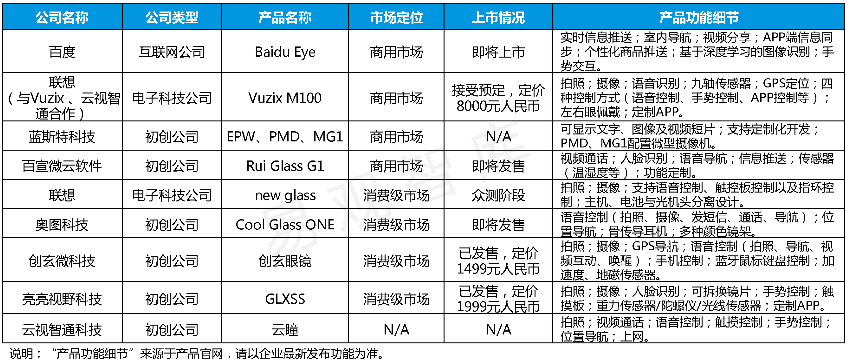 公司名称 公司类型 产品名称 市场定位 上市情况 产品功能细节
百度 互联网公司 Baidu Eye 商用市场 即将上市 实时信息推送；室内导航；视频分享；APP端信息同
步；个性化商品推送；基于深度学习的图像识别；手
势交互。
联想
（与Vuzix 、云视智
通合作） 电子科技公司 Vuzix M100 商用市场 接受预定，定价
8000元人民币 拍照；摄像；语音识别；九轴传感器；GPS定位；四
种控制方式（语音控制、手势控制、APP控制等）；
左右眼佩戴；定制APP。
蓝斯特科技 初创公司 EPW、PMD、MG1 商用市场 N/A 可显示文字、图像及视频短片；支持定制化开发；
PMD、MG1配置微型摄像机。
百宣微云软件 初创公司 Rui Glass G1 商用市场 即将发售 视频通话；人脸识别；语音导航；信息推送；传感器
（温湿度等）；功能定制。
联想 电子科技公司 new glass 消费级市场 众测阶段 拍照；摄像；支持语音控制、触控板控制以及指环控
制；主机、电池与光机头分离设计。
奥图科技 初创公司 Cool Glass ONE 消费级市场 即将发售 语音控制（拍照、摄像、发短信、通话、导航）；位
置导航；骨传导耳机；多种颜色镜架。
创玄微科技 初创公司 创玄眼镜 消费级市场 已发售，定价
1499元人民币 拍照；摄像；GPS导航；语音控制（拍照、导航、视
频互动、唤醒）；手机控制；蓝牙鼠标键盘控制；加
速度、地磁传感器。
亮亮视野科技 初创公司 GLXSS 消费级市场 已发售，定价
1999元人民币 拍照；摄像；人脸识别；可拆换镜片；手势控制；触
摸板；重力传感器/陀螺仪/光线传感器；定制APP。
云视智通科技 初创公司 云瞳 N/A N/A 拍照；视频通话；语音控制；触摸控制；手势控制；
位置导航；上网。
说明：“产品功能细节”来源于产品官网，请以企业最新发布功能为准。
易观智库